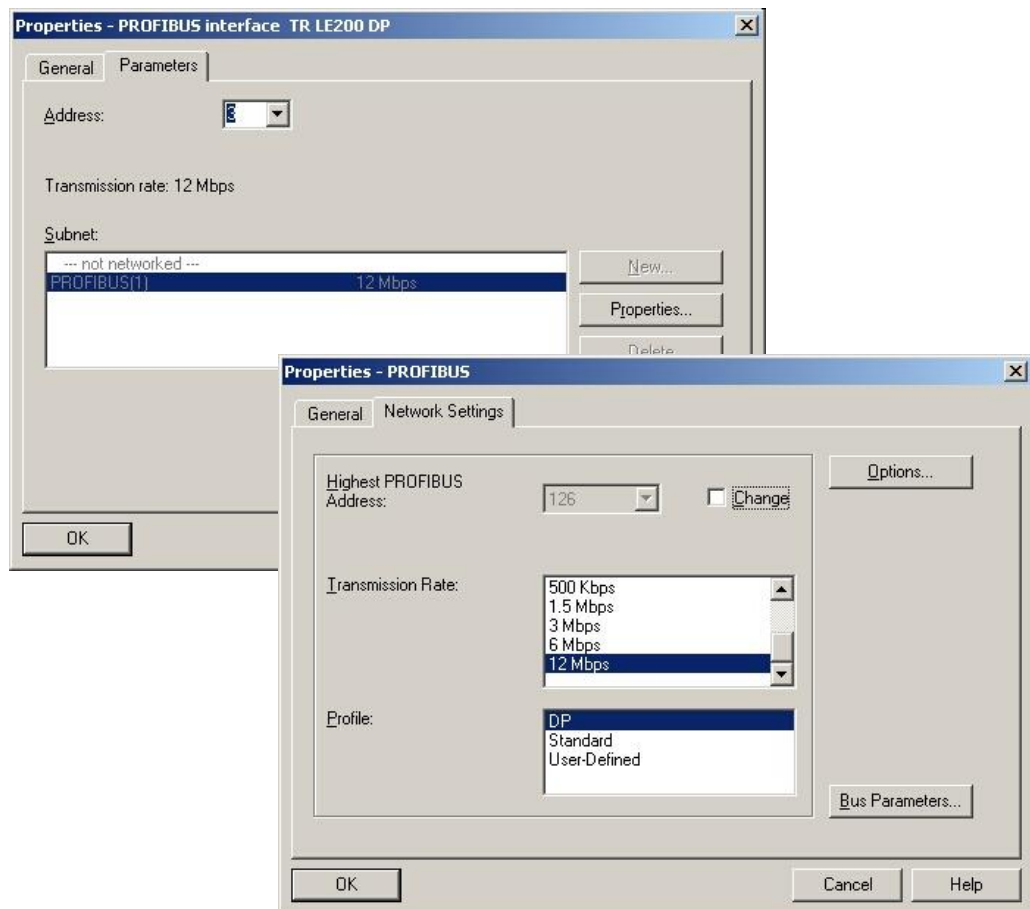 Properties - PROFIBUS interface TR LE200 DP
General Parameters
Address: 3
Transmission rate: 12 Mbps
Subnet:
--- not networked ---
PROFIBUS(1) 12 Mbps
New...
Properties...
Delete
OK
Properties - PROFIBUS
General Network Settings
Highest PROFIBUS
Address:
126
Change
Options...
Transmission Rate:
500 Kbps
1.5 Mbps
3 Mbps
6 Mbps
12 Mbps
Profile:
DP
Standard
User-Defined
Bus Parameters...
OK Cancel Help